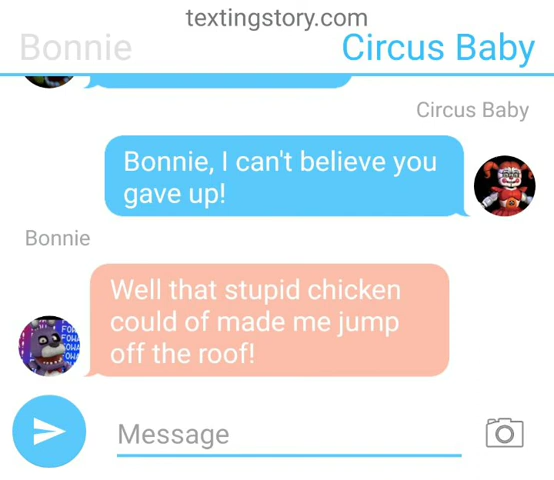 textingstory.com
Bonnie
Circus Baby
Circus Baby
Bonnie, I can't believe you
gave up!
Bonnie
Well that stupid chicken
could of made me jump
off the roof!
Message